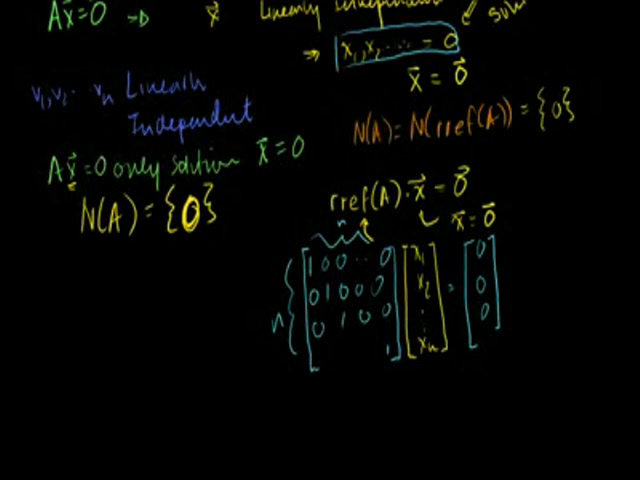 Ax⃗=0⃗ ⇒ x⃗ Linearly Independent
⇒ x₁,x₂ ... = 0
x⃗ = 0⃗
v₁,v₂.. vₙ Linearly
Independent
N(A)= N(rref(A)) = {0}
Ax⃗=0 only solution x⃗ = 0
N(A) = {0}
rref(A)·x⃗ = 0⃗
x⃗=0⃗
n
1 0 0 .. 0 x₁ 0
n 0 1 0 0 0 x₂ = 0
0 1 0 0 : 0
1 xₙ